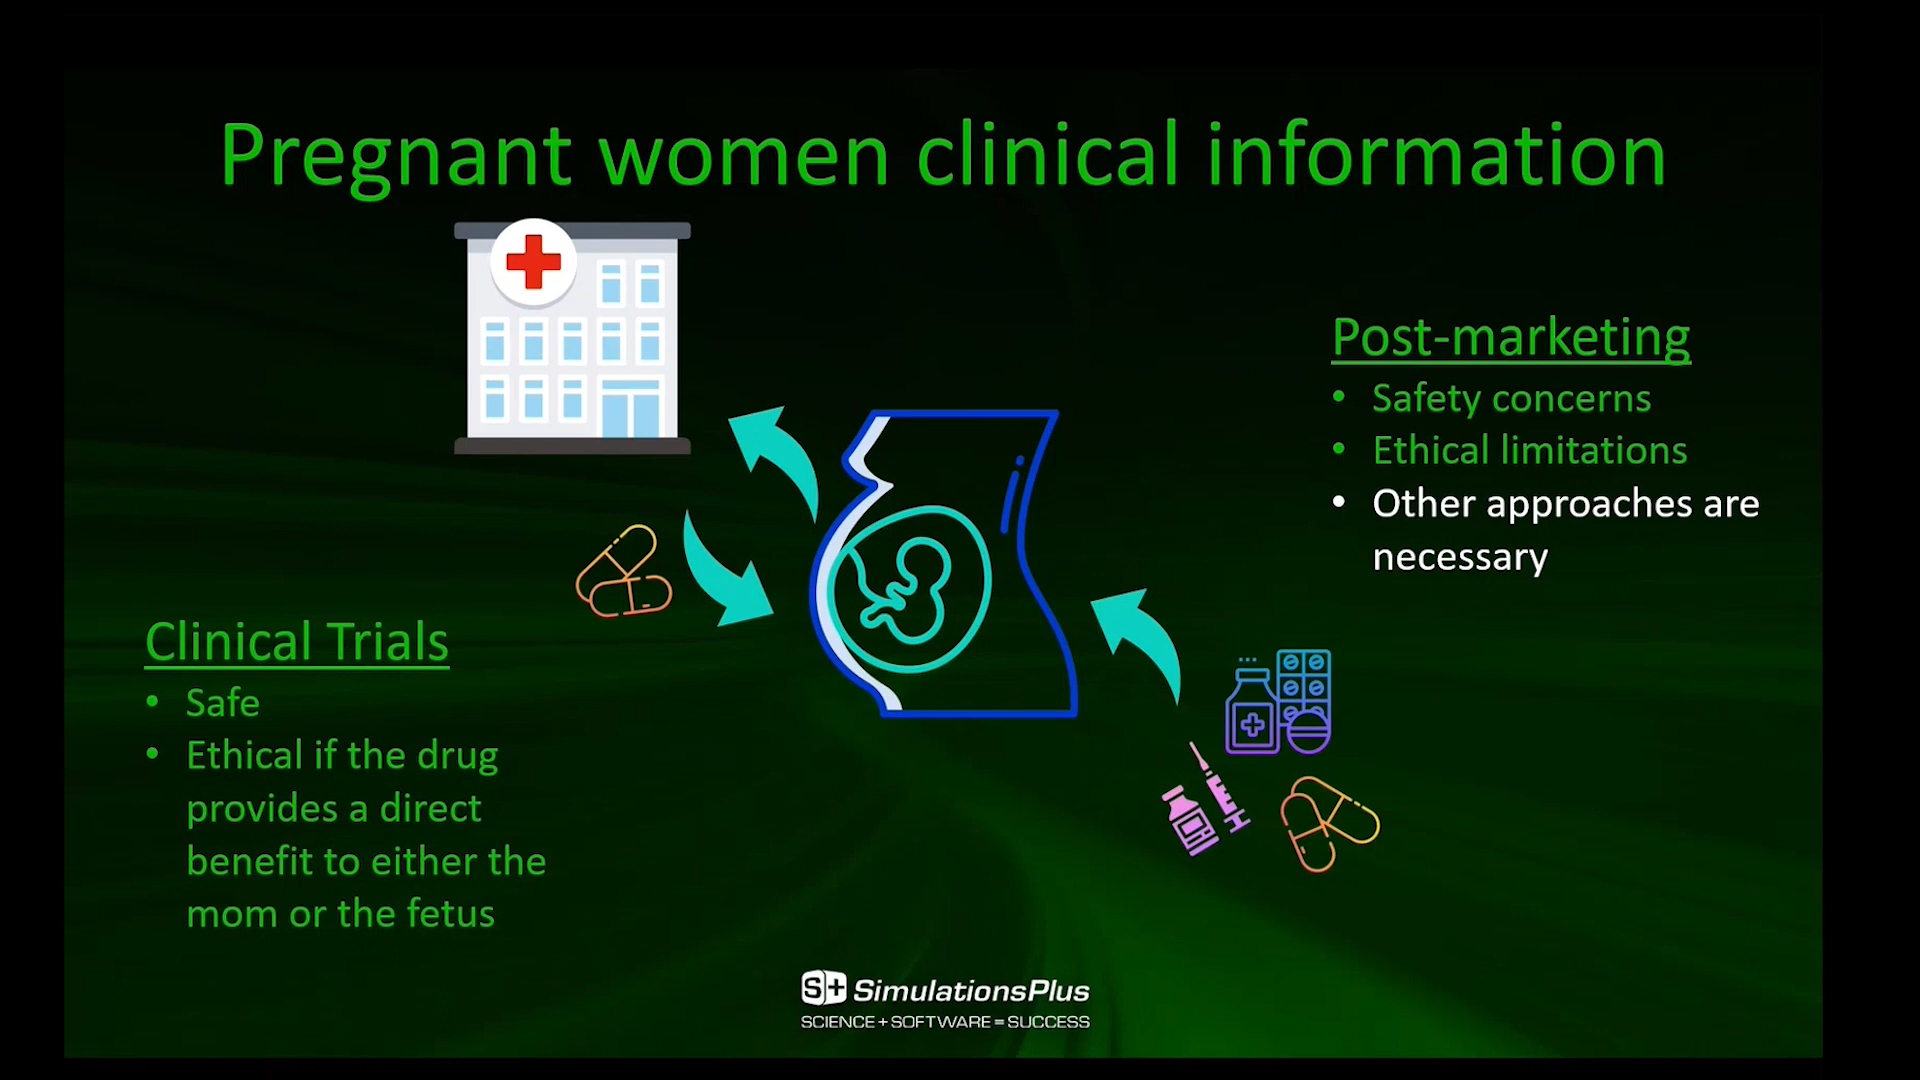 Pregnant women clinical information
Clinical Trials
• Safe
• Ethical if the drug
provides a direct
benefit to either the
mom or the fetus
Post-marketing
• Safety concerns
• Ethical limitations
• Other approaches are
necessary
S+ SimulationsPlus
SCIENCE + SOFTWARE = SUCCESS